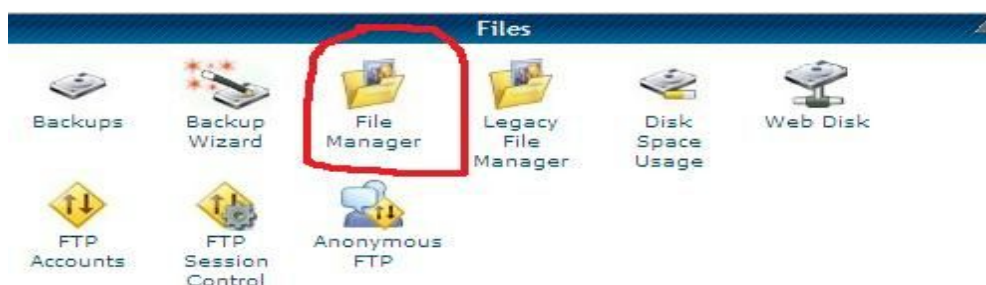 Files
Backups
Backup
Wizard
File
Manager
Legacy
File
Manager
Disk
Space
Usage
Web Disk
FTP
Accounts
FTP
Session
Control
Anonymous
FTP